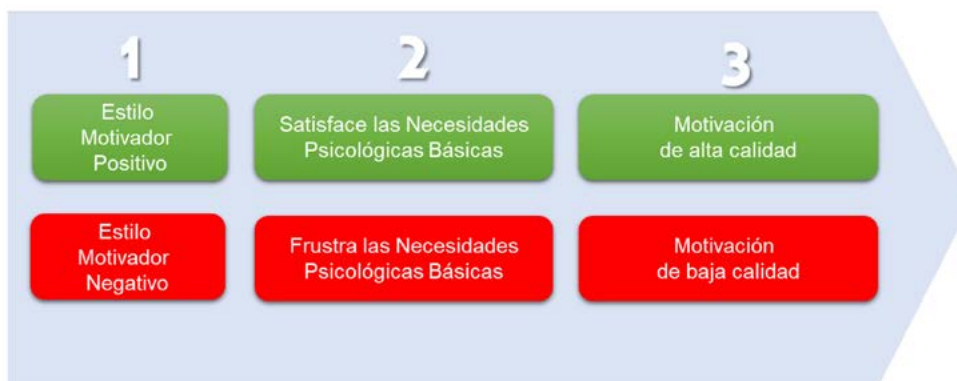 1
2
3
Estilo
Motivador
Positivo
Satisface las Necesidades
Psicológicas Básicas
Motivación
de alta calidad
Estilo
Motivador
Negativo
Frustra las Necesidades
Psicológicas Básicas
Motivación
de baja calidad